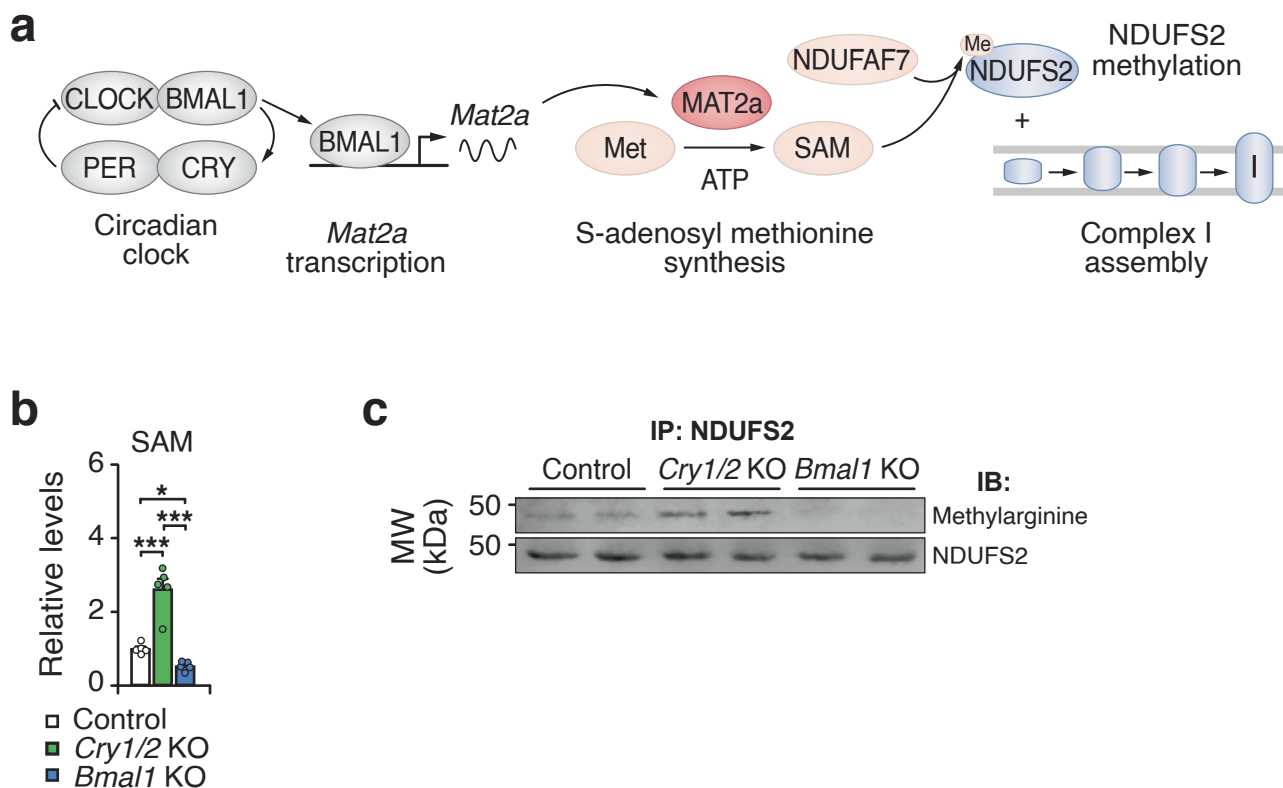 a
CLOCK BMAL1
PER CRY
Circadian
clock
BMAL1
Mat2a
Mat2a
transcription
MAT2a
Met
SAM
ATP
S-adenosyl methionine
synthesis
NDUFAF7
Me
NDUFS2
NDUFS2
methylation
+
I
Complex I
assembly
b
SAM
Relative levels
6
4
2
0
*
***
***
Control
Cry1/2 KO
Bmal1 KO
c
IP: NDUFS2
Control Cry1/2 KO Bmal1 KO
IB:
MW
(kDa)
50
Methylarginine
50
NDUFS2